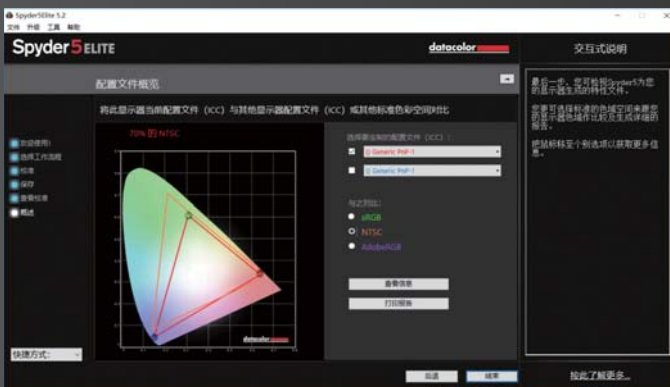 Spyder5Elite 5.2
文件 升级 工具 帮助
Spyder5ELITE
datacolor
交互式说明
配置文件概览
将此显示器当前配置文件（ICC）与其他显示器配置文件（ICC）或其他标准色彩空间对比
70% 的 NTSC
选择要绘制的配置文件（ICC）：
() Generic PnP-1
() Generic PnP-1
与之对比：
sRGB
NTSC
AdobeRGB
查看信息
打印报告
datacolor
欢迎使用!
选择工作流程
校准
保存
查看校准
概述
快捷方式：
后退
结束
最后一步，您可检视Spyder5为您
的显示器生成的特性文件。
您更可选择标准的色域空间来跟您
的显示器色域作比较及生成详细的
报告。
把鼠标移至个别选项以获取更多信
息。
按此了解更多...